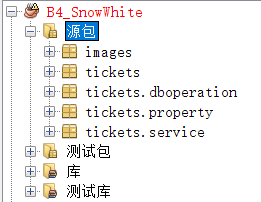 B4_SnowWhite
源包
images
tickets
tickets.dboperation
tickets.property
tickets.service
测试包
库
测试库